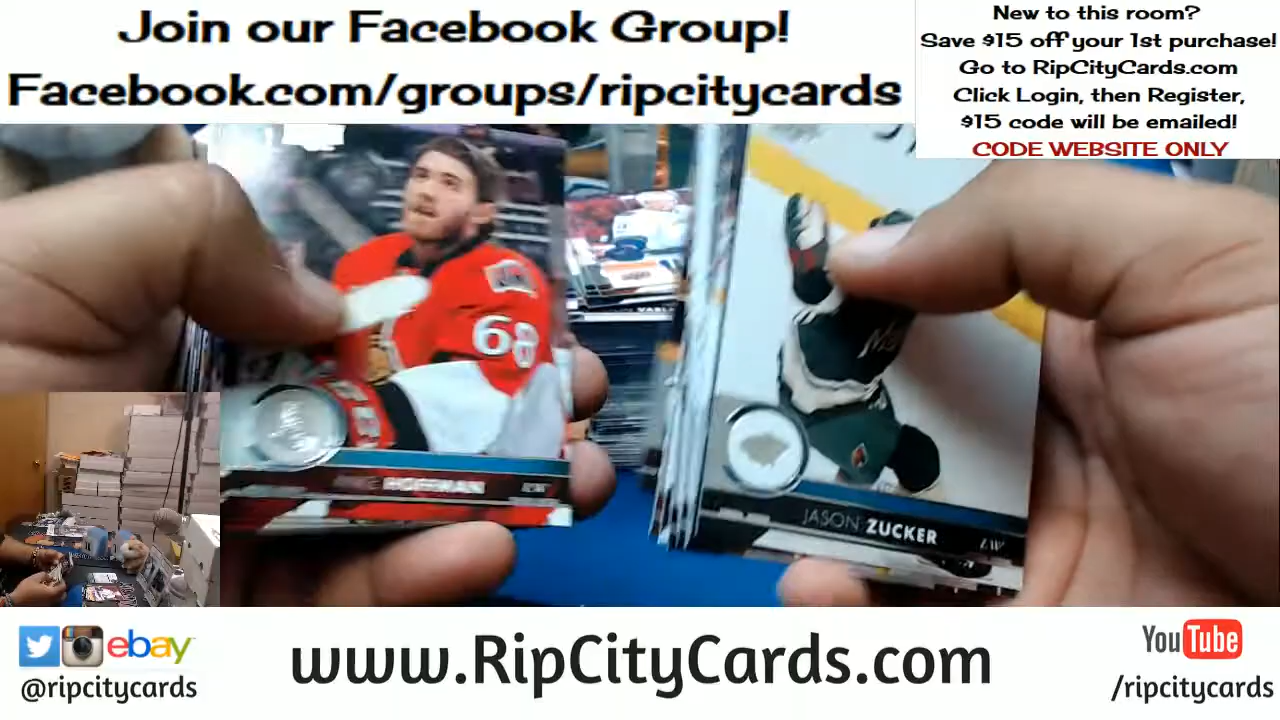 Join our Facebook Group!
Facebook.com/groups/ripcitycards
New to this room?
Save $15 off your 1st purchase!
Go to RipCityCards.com
Click Login, then Register,
$15 code will be emailed!
CODE WEBSITE ONLY
68
HOFFMAN
JASON ZUCKER LW
ebay
@ripcitycards
www.RipCityCards.com
YouTube
/ripcitycards